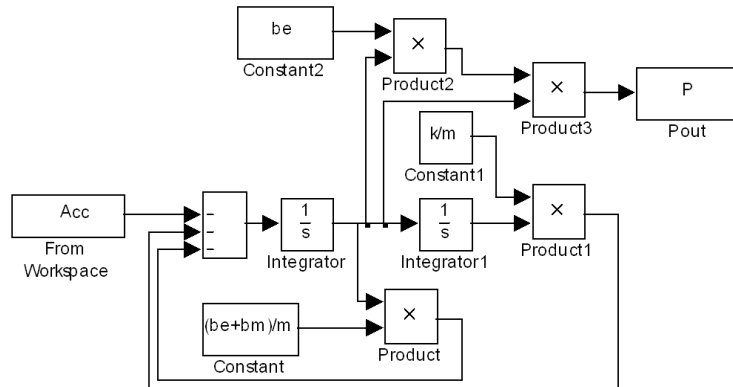 be
Constant2
×
Product2
×
Product3
P
Pout
k/m
Constant1
Acc
From
Workspace
−
−
−
1
s
Integrator
1
s
Integrator1
×
Product1
(be+bm)/m
Constant
×
Product